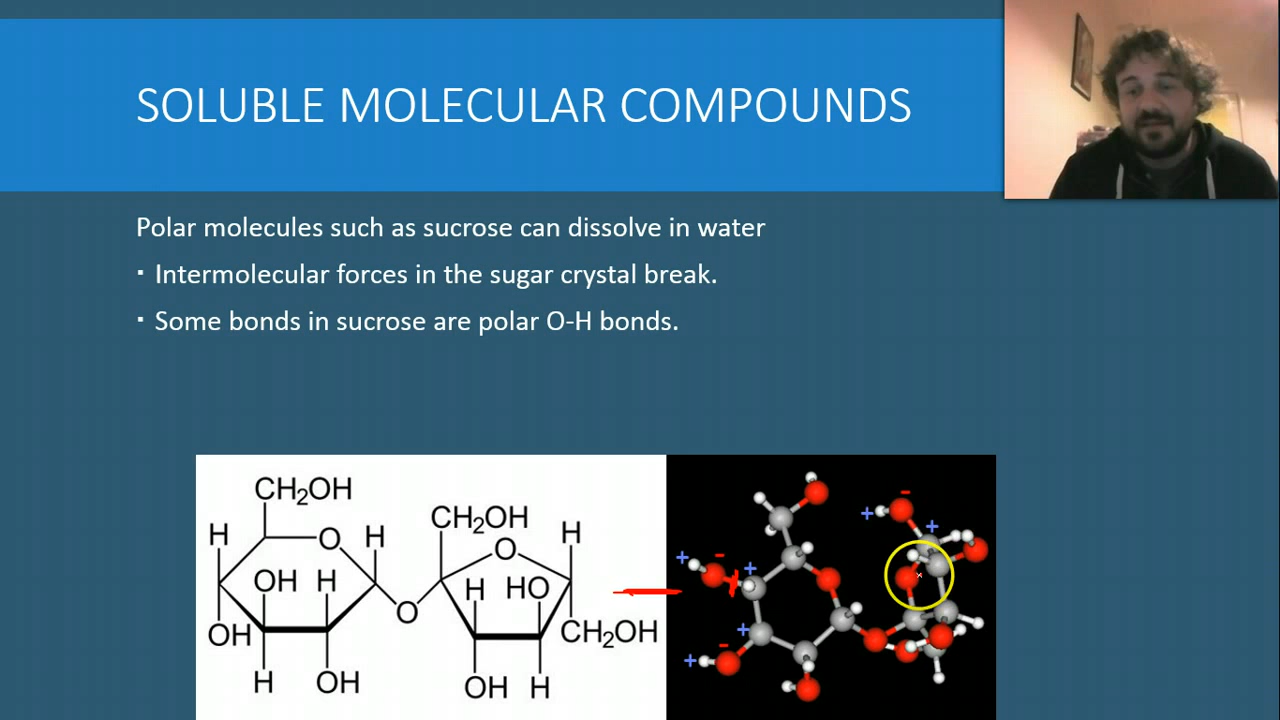 SOLUBLE MOLECULAR COMPOUNDS
Polar molecules such as sucrose can dissolve in water
▪ Intermolecular forces in the sugar crystal break.
▪ Some bonds in sucrose are polar O-H bonds.
CH₂OH
CH₂OH
H O H O H
OH H H HO
O
OH CH₂OH
H OH OH H
-
+ +
+ - +
+
+ -